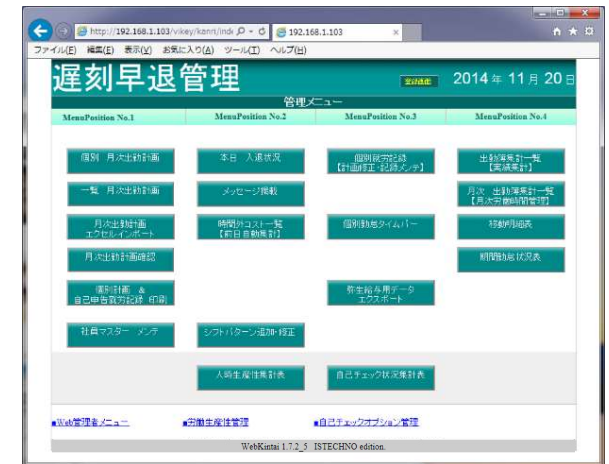 http://192.168.1.103/vikey/kanri/inde
192.168.1.103
ファイル(F) 編集(E) 表示(V) お気に入り(A) ツール(T) ヘルプ(H)
遅刻早退管理
2014年 11月 20日
管理メニュー
MenuPosition No.1 MenuPosition No.2 MenuPosition No.3 MenuPosition No.4
個別 月次出勤計画 本日 入退状況 個別就労記録 出勤簿集計一覧
【計画修正・記録メンテ】 【実績集計】
一覧 月次出勤計画 メッセージ掲載 月次 出勤簿集計一覧
【月次労働時間管理】
月次出勤計画 時間外コスト一覧 個別勤怠タイムバー 移動明細表
エクセルインポート 【前日自動集計】
月次出勤計画確認 期間勤怠状況表
個別計画 & 弥生給与用データ
自己申告就労記録 印刷 エクスポート
社員マスター メンテ シフトパターン追加・修正
人時生産性集計表 自己チェック状況集計表
■Web管理者メニュー ■労働生産性管理 ■自己チェックオプション管理
WebKintai 1.7.2_5 ISTECHNO edition.